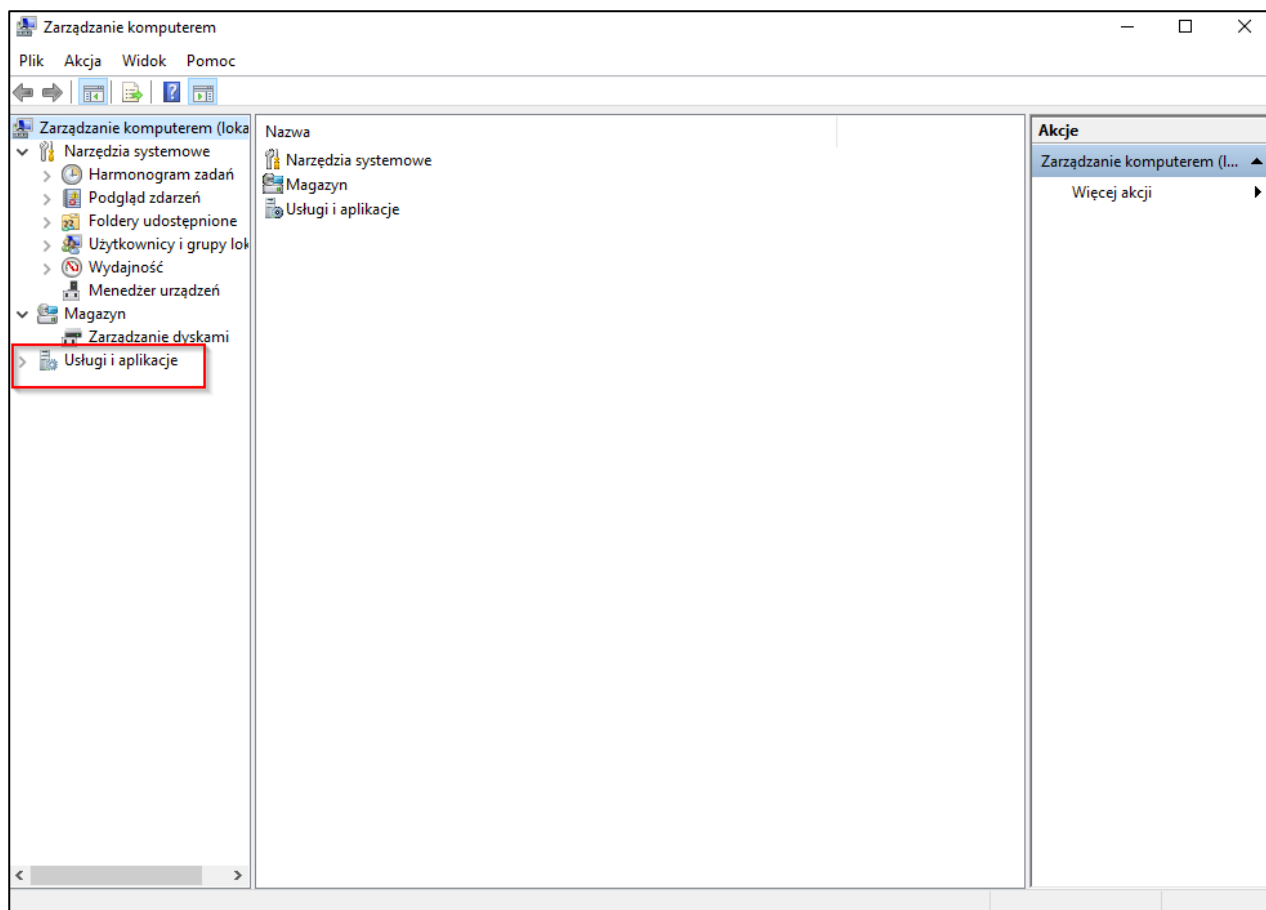 Zarządzanie komputerem
Plik Akcja Widok Pomoc
Zarządzanie komputerem (loka
Narzędzia systemowe
Harmonogram zadań
Podgląd zdarzeń
Foldery udostępnione
Użytkownicy i grupy lok
Wydajność
Menedżer urządzeń
Magazyn
Zarządzanie dyskami
Usługi i aplikacje
Nazwa
Narzędzia systemowe
Magazyn
Usługi i aplikacje
Akcje
Zarządzanie komputerem (l...
Więcej akcji